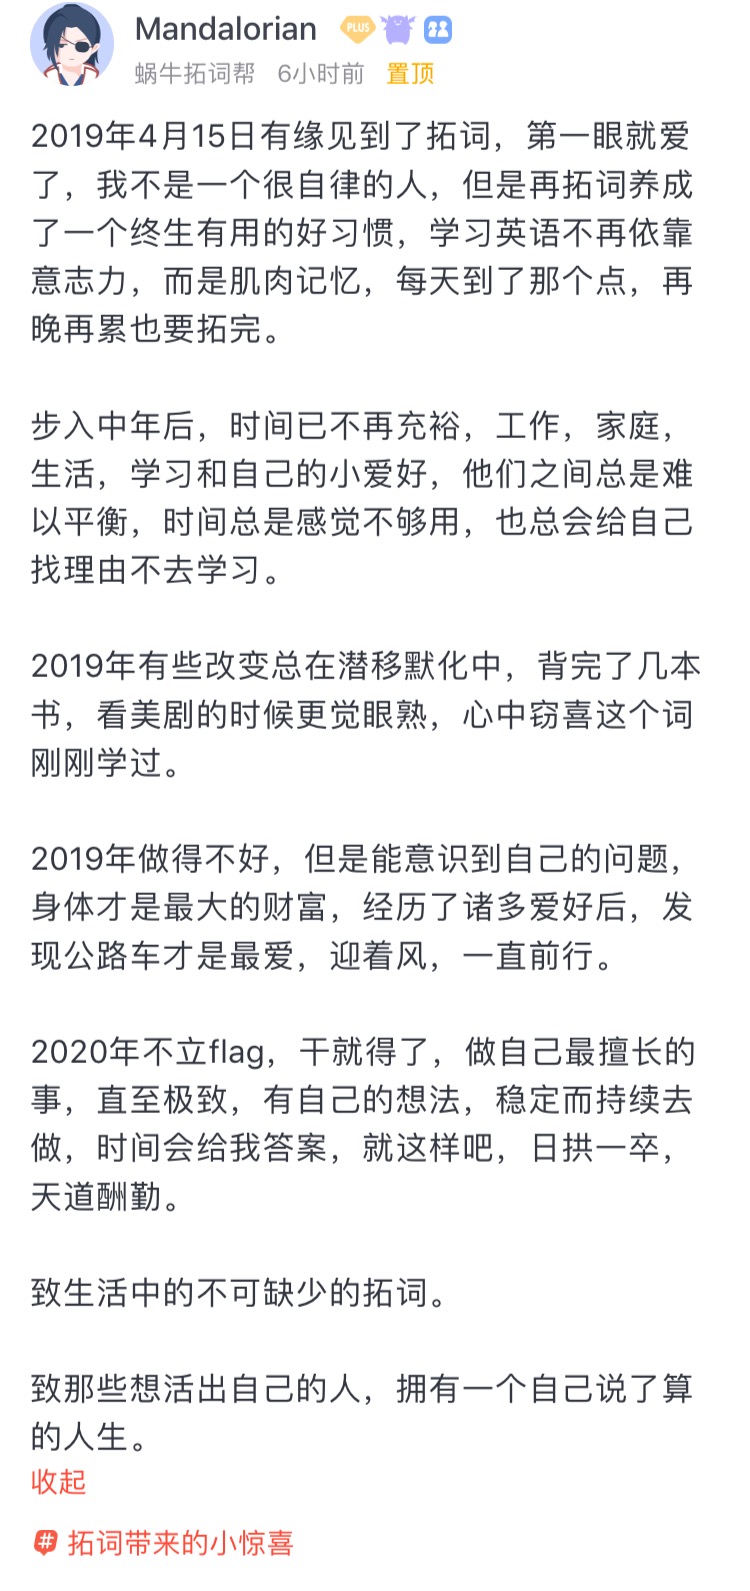 Mandalorian PLUS
蜗牛拓词帮 6小时前 置顶
2019年4月15日有缘见到了拓词，第一眼就爱
了，我不是一个很自律的人，但是再拓词养成
了一个终生有用的好习惯，学习英语不再依靠
意志力，而是肌肉记忆，每天到了那个点，再
晚再累也要拓完。
步入中年后，时间已不再充裕，工作，家庭，
生活，学习和自己的小爱好，他们之间总是难
以平衡，时间总是感觉不够用，也总会给自己
找理由不去学习。
2019年有些改变总在潜移默化中，背完了几本
书，看美剧的时候更觉眼熟，心中窃喜这个词
刚刚学过。
2019年做得不好，但是能意识到自己的问题，
身体才是最大的财富，经历了诸多爱好后，发
现公路车才是最爱，迎着风，一直前行。
2020年不立flag，干就得了，做自己最擅长的
事，直至极致，有自己的想法，稳定而持续去
做，时间会给我答案，就这样吧，日拱一卒，
天道酬勤。
致生活中的不可缺少的拓词。
致那些想活出自己的人，拥有一个自己说了算
的人生。
收起
# 拓词带来的小惊喜